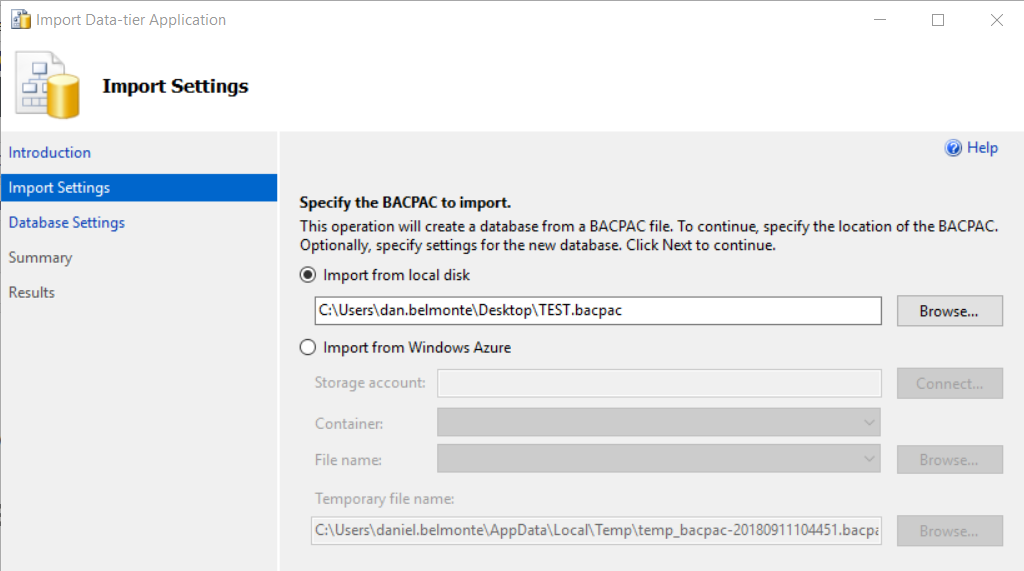 Import Data-tier Application
Import Settings
Introduction
Import Settings
Database Settings
Summary
Results
Help
Specify the BACPAC to import.
This operation will create a database from a BACPAC file. To continue, specify the location of the BACPAC.
Optionally, specify settings for the new database. Click Next to continue.
Import from local disk
C:\Users\dan.belmonte\Desktop\TEST.bacpac
Browse...
Import from Windows Azure
Storage account:
Connect...
Container:
File name:
Browse...
Temporary file name:
C:\Users\daniel.belmonte\AppData\Local\Temp\temp_bacpac-20180911104451.bacpa
Browse...